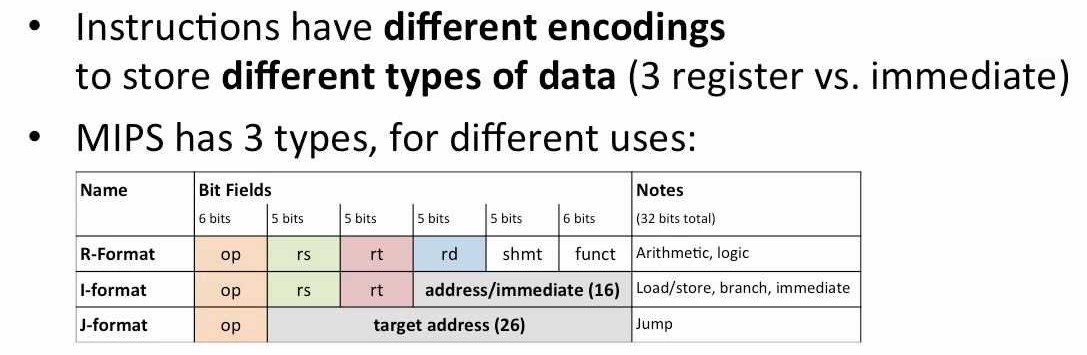 • Instructions have different encodings
to store different types of data (3 register vs. immediate)
• MIPS has 3 types, for different uses:
Name Bit Fields Notes
6 bits 5 bits 5 bits 5 bits 5 bits 6 bits (32 bits total)
R-Format op rs rt rd shmt funct Arithmetic, logic
I-format op rs rt address/immediate (16) Load/store, branch, immediate
J-format op target address (26) Jump